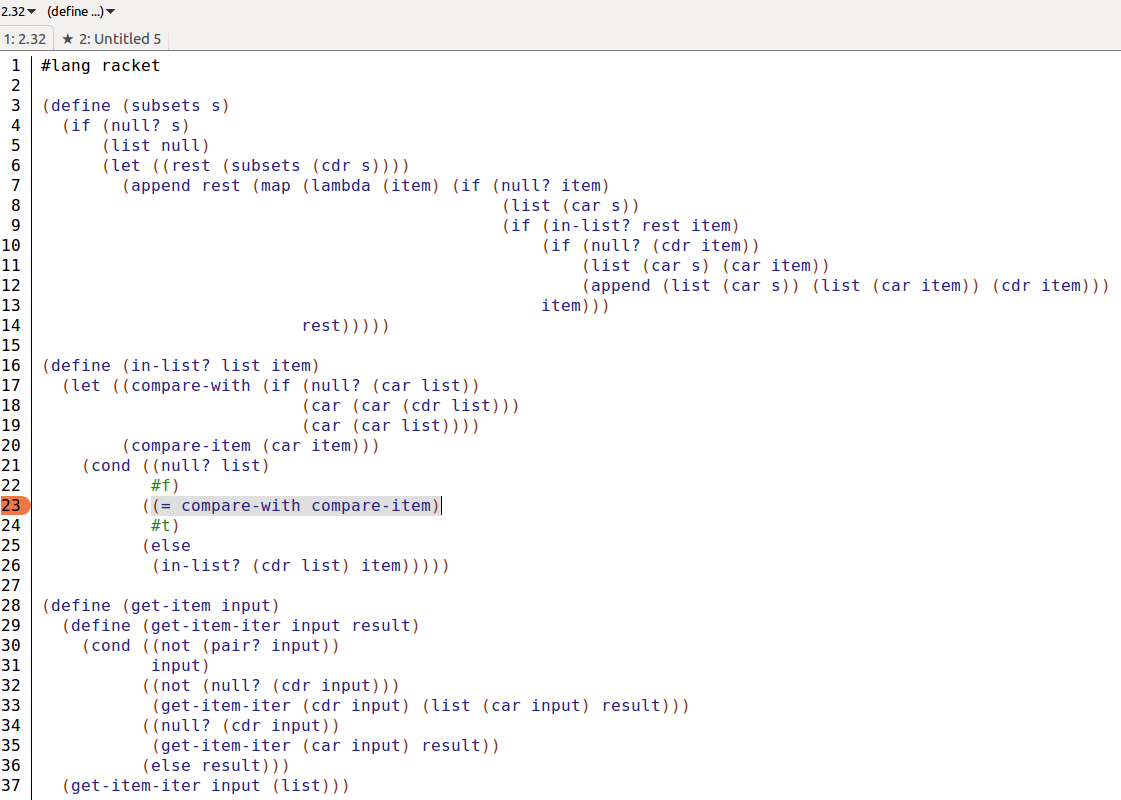 2.32▼ (define ...)▼
1: 2.32 ★ 2: Untitled 5
1 #lang racket
2
3 (define (subsets s)
4   (if (null? s)
5       (list null)
6       (let ((rest (subsets (cdr s))))
7         (append rest (map (lambda (item) (if (null? item)
8                                               (list (car s))
9                                               (if (in-list? rest item)
10                                                  (if (null? (cdr item))
11                                                      (list (car s) (car item))
12                                                      (append (list (car s)) (list (car item)) (cdr item)))
13                                                  item)))
14                           rest)))))
15
16 (define (in-list? list item)
17   (let ((compare-with (if (null? (car list))
18                           (car (car (cdr list)))
19                           (car (car list))))
20         (compare-item (car item)))
21     (cond ((null? list)
22            #f)
23           ((= compare-with compare-item)
24            #t)
25           (else
26            (in-list? (cdr list) item)))))
27
28 (define (get-item input)
29   (define (get-item-iter input result)
30     (cond ((not (pair? input))
31            input)
32           ((not (null? (cdr input)))
33            (get-item-iter (cdr input) (list (car input) result)))
34           ((null? (cdr input))
35            (get-item-iter (car input) result))
36           (else result)))
37   (get-item-iter input (list)))